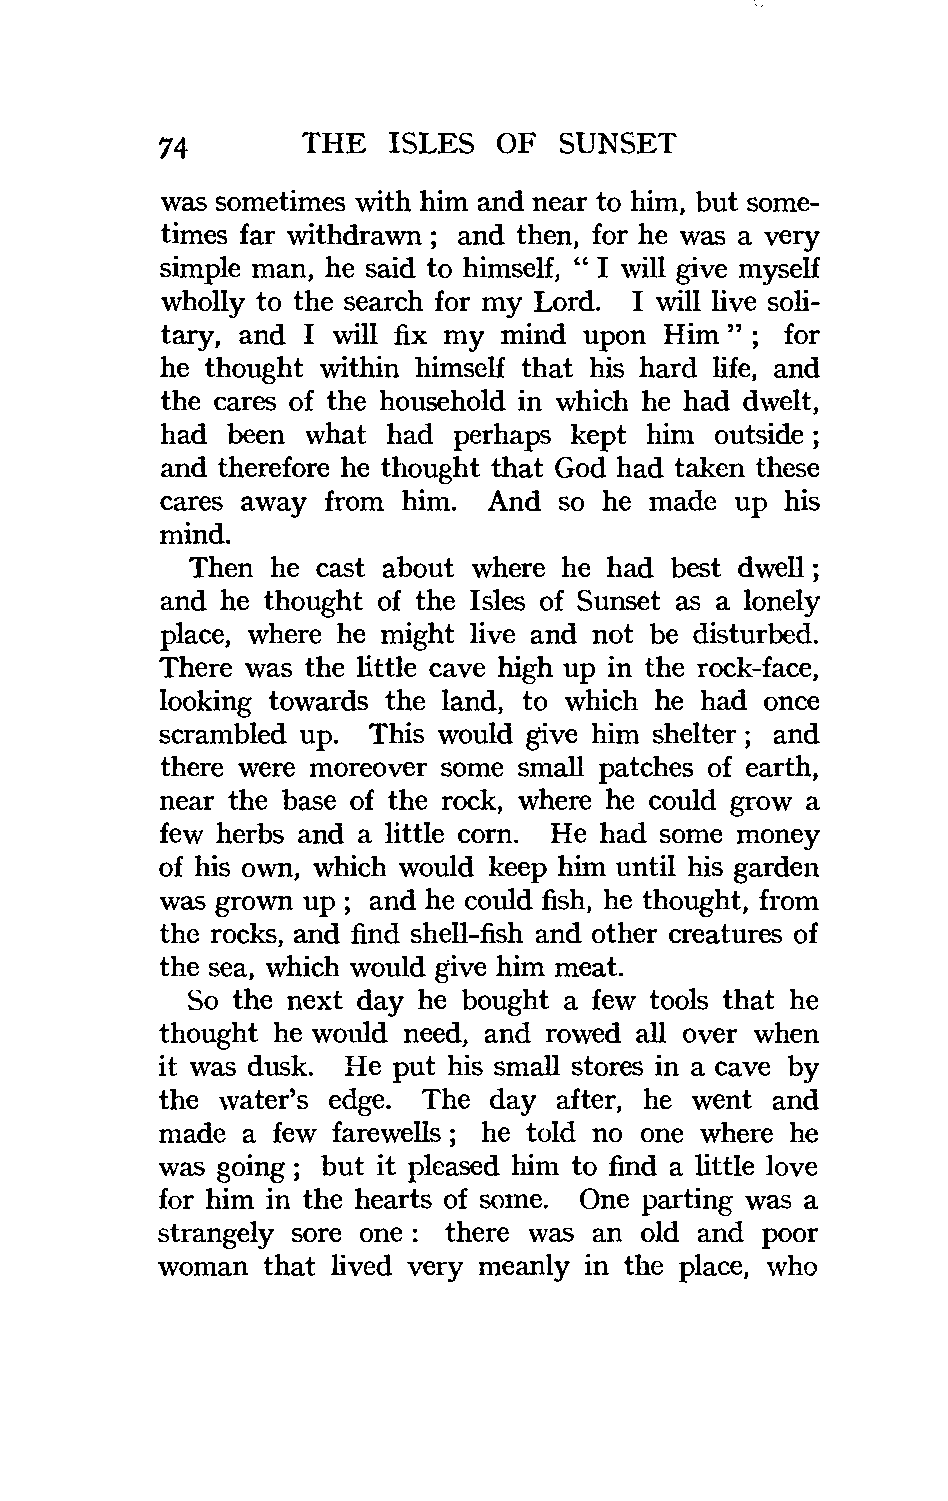 74 THE ISLES OF SUNSET
was sometimes with him and near to him, but some-
times far withdrawn ; and then, for he was a very
simple man, he said to himself, “ I will give myself
wholly to the search for my Lord. I will live soli-
tary, and I will fix my mind upon Him ” ; for
he thought within himself that his hard life, and
the cares of the household in which he had dwelt,
had been what had perhaps kept him outside ;
and therefore he thought that God had taken these
cares away from him. And so he made up his
mind.
Then he cast about where he had best dwell ;
and he thought of the Isles of Sunset as a lonely
place, where he might live and not be disturbed.
There was the little cave high up in the rock-face,
looking towards the land, to which he had once
scrambled up. This would give him shelter ; and
there were moreover some small patches of earth,
near the base of the rock, where he could grow a
few herbs and a little corn. He had some money
of his own, which would keep him until his garden
was grown up ; and he could fish, he thought, from
the rocks, and find shell-fish and other creatures of
the sea, which would give him meat.
So the next day he bought a few tools that he
thought he would need, and rowed all over when
it was dusk. He put his small stores in a cave by
the water’s edge. The day after, he went and
made a few farewells ; he told no one where he
was going ; but it pleased him to find a little love
for him in the hearts of some. One parting was a
strangely sore one : there was an old and poor
woman that lived very meanly in the place, who